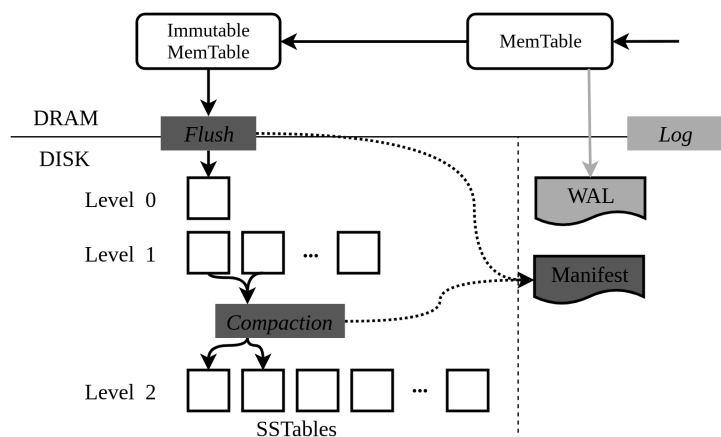 Immutable
MemTable
MemTable
DRAM
Flush
Log
DISK
WAL
Level 0
Level 1
...
Manifest
Compaction
Level 2
...
SSTables